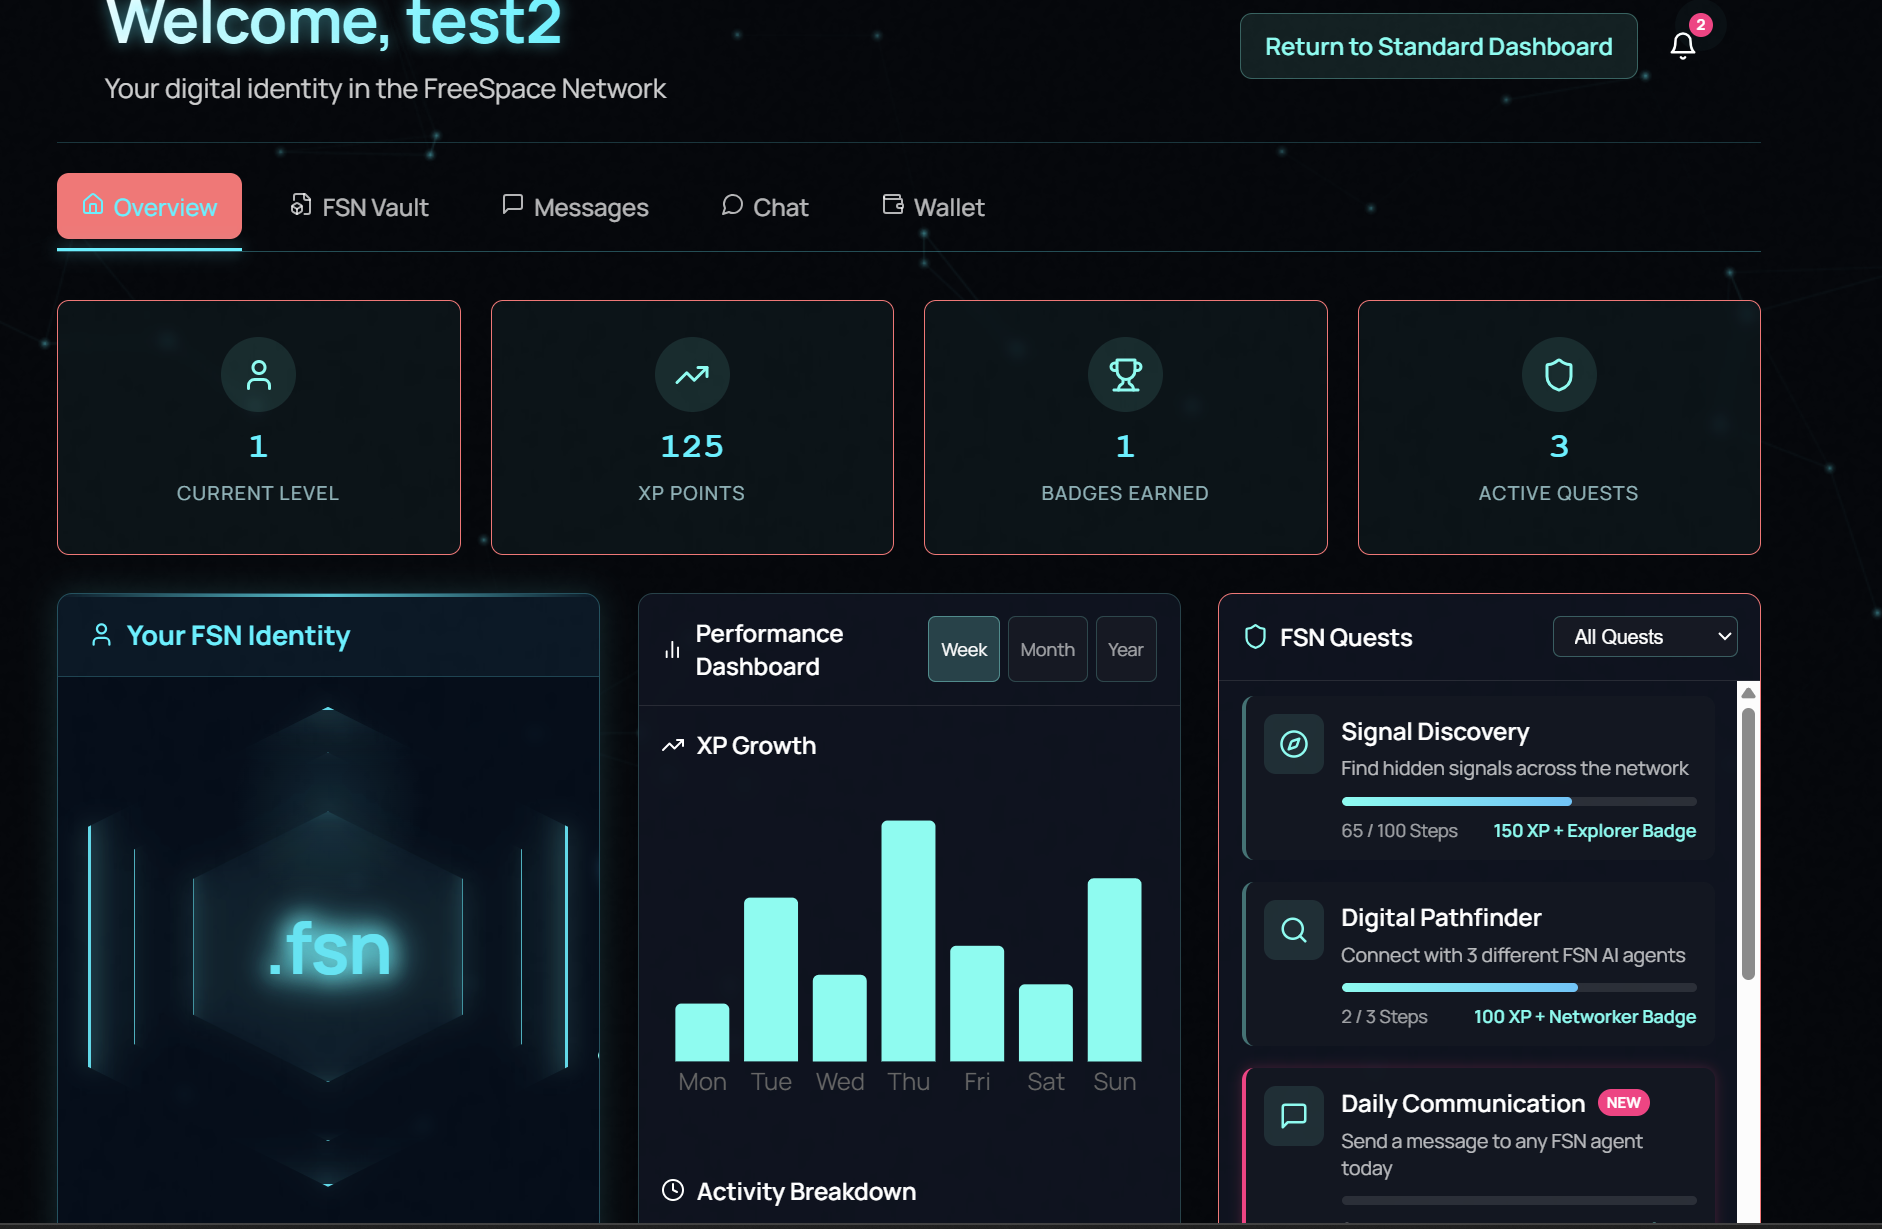 Welcome, test2
Your digital identity in the FreeSpace Network
Return to Standard Dashboard
2
Overview
FSN Vault
Messages
Chat
Wallet
1
CURRENT LEVEL
125
XP POINTS
1
BADGES EARNED
3
ACTIVE QUESTS
Your FSN Identity
.fsn
Performance
Dashboard
Week
Month
Year
XP Growth
Mon Tue Wed Thu Fri Sat Sun
Activity Breakdown
FSN Quests
All Quests
Signal Discovery
Find hidden signals across the network
65 / 100 Steps
150 XP + Explorer Badge
Digital Pathfinder
Connect with 3 different FSN AI agents
2 / 3 Steps
100 XP + Networker Badge
Daily Communication NEW
Send a message to any FSN agent
today